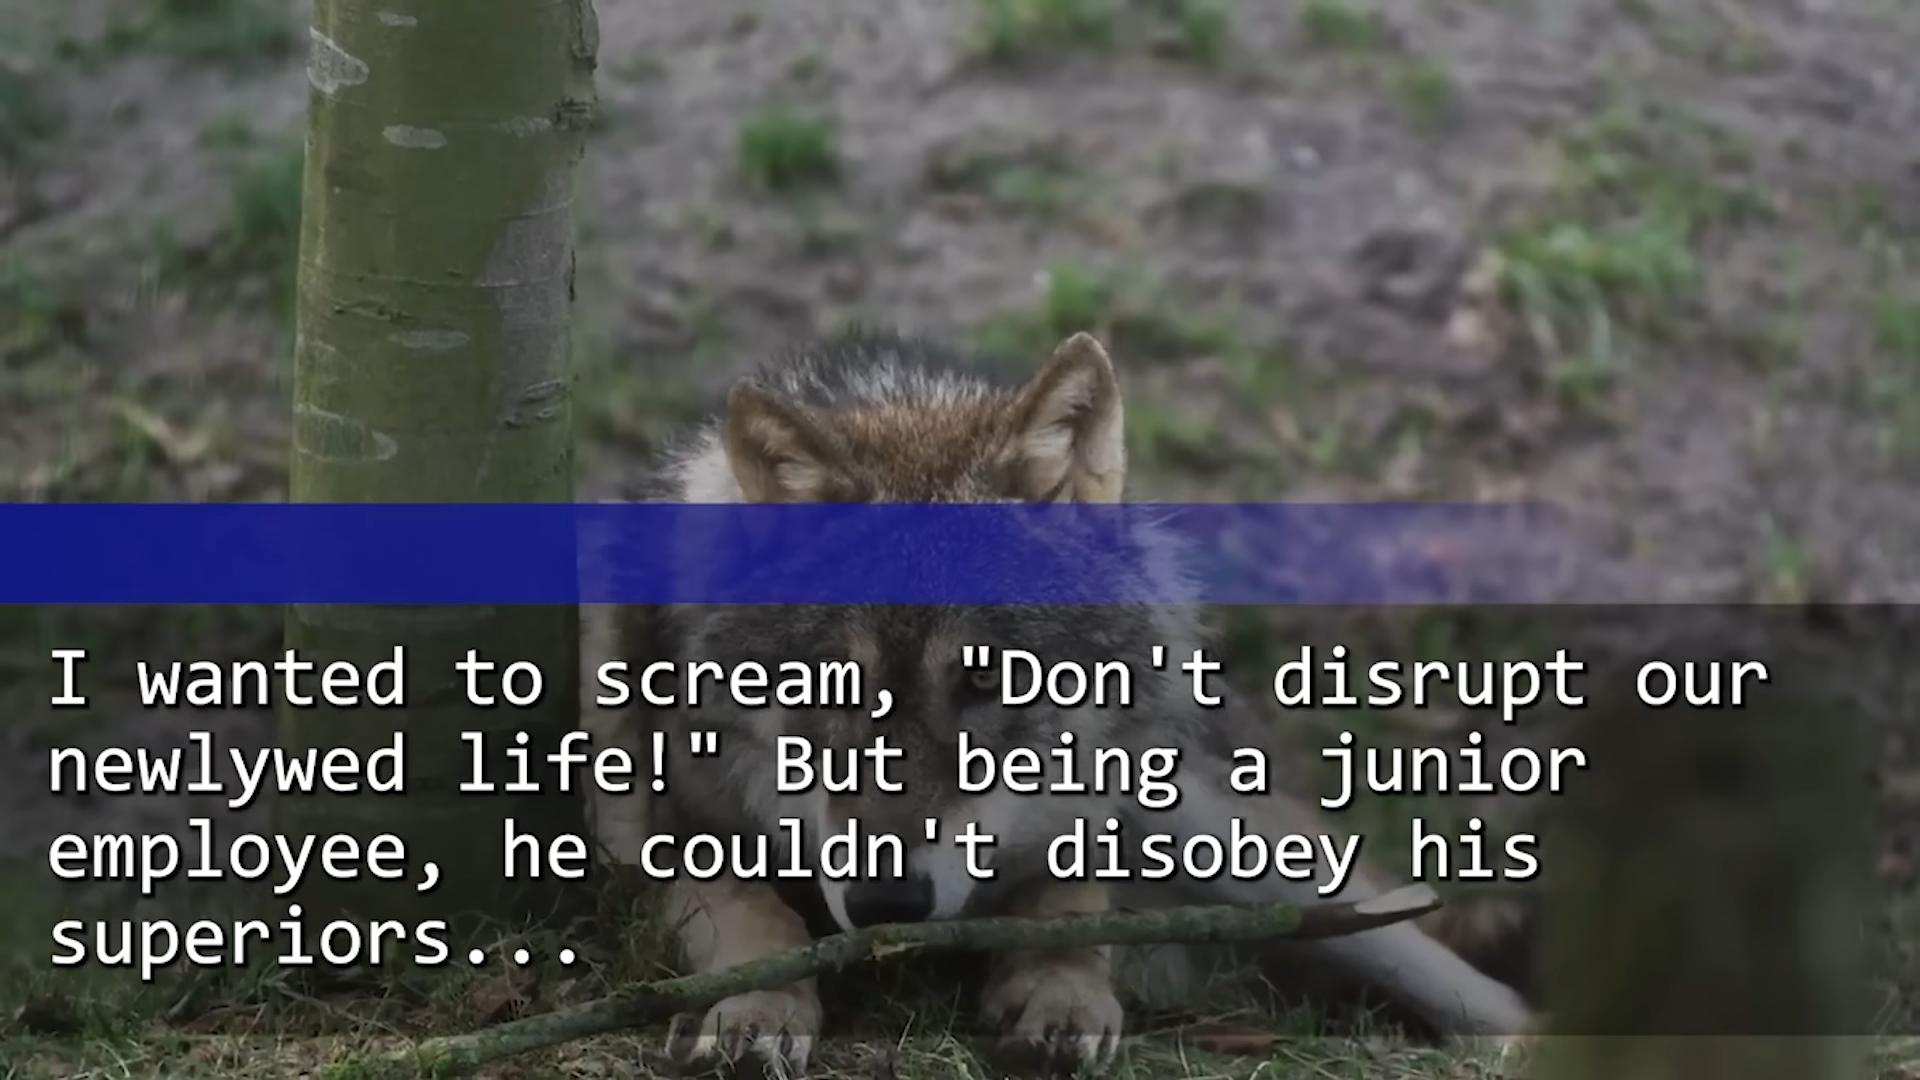 I wanted to scream, "Don't disrupt our
newlywed life!" But being a junior
employee, he couldn't disobey his
superiors...